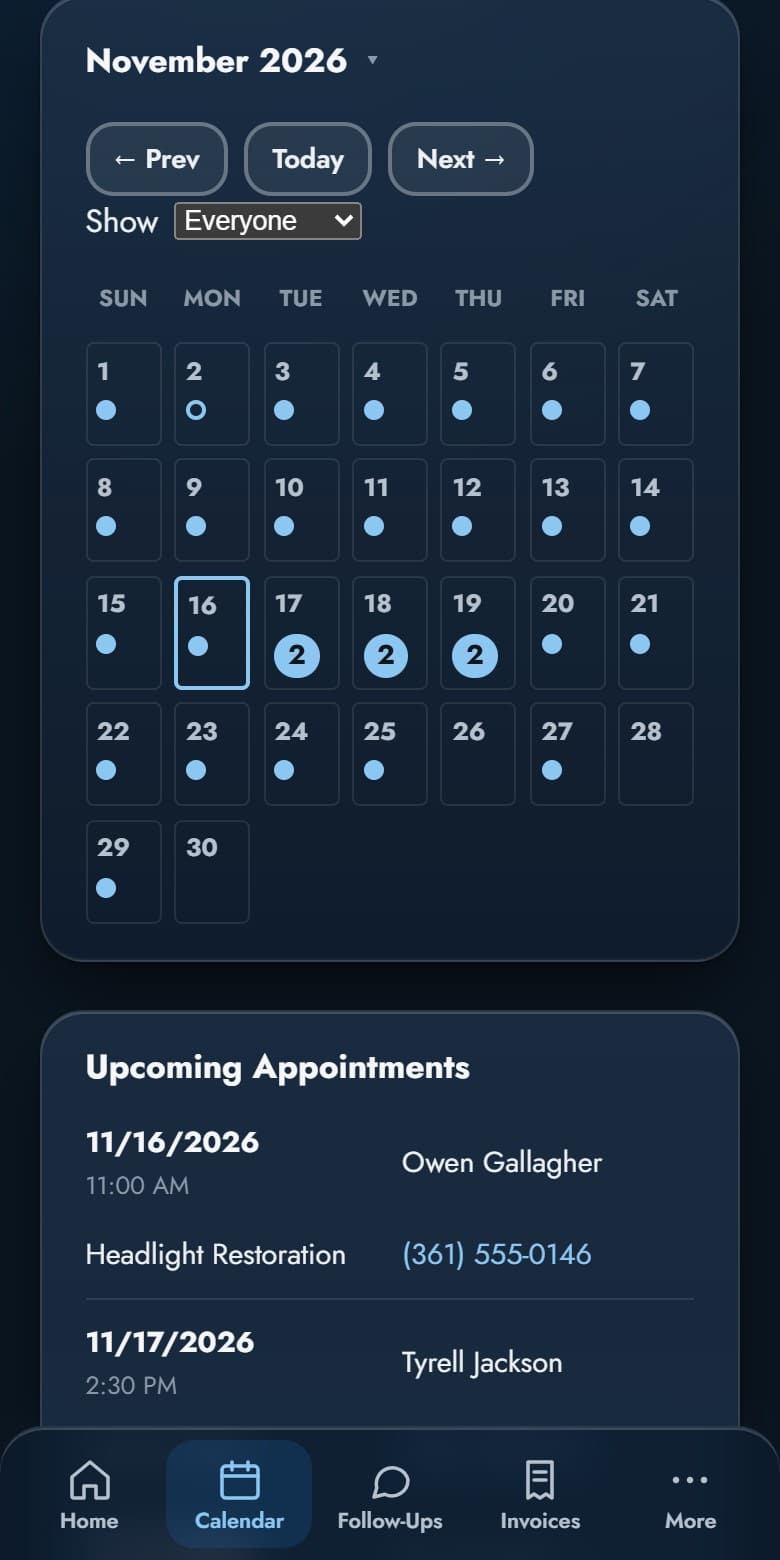 November 2026 ▼
← Prev Today Next →
Show Everyone
SUN MON TUE WED THU FRI SAT
1 2 3 4 5 6 7
8 9 10 11 12 13 14
15 16 17 18 19 20 21
2 2 2
22 23 24 25 26 27 28
29 30
Upcoming Appointments
11/16/2026
11:00 AM
Owen Gallagher
Headlight Restoration (361) 555-0146
11/17/2026
2:30 PM
Tyrell Jackson
Home Calendar Follow-Ups Invoices More